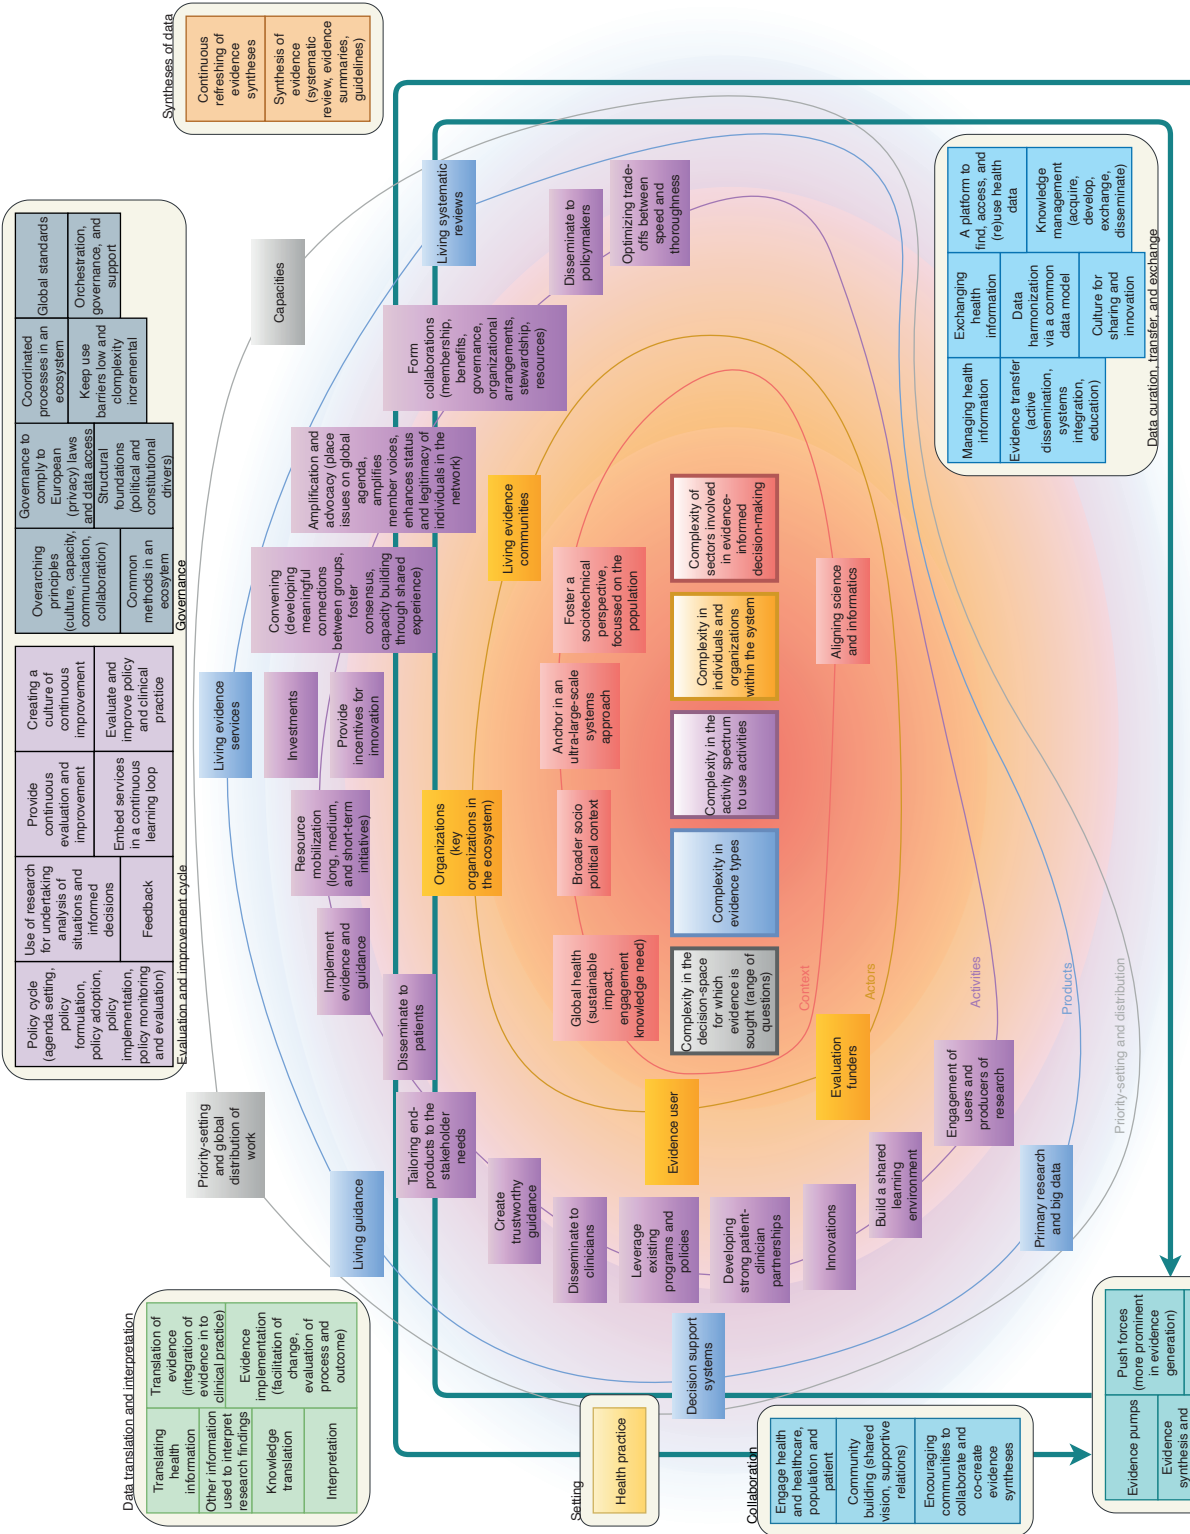 Syntheses of data
Continuous
refreshing of
evidence
syntheses
Synthesis of
evidence
(systematic
review, evidence
summaries,
guidelines)
Governance
Overarching
principles
(culture, capacity,
communication,
collaboration)
Common
methods in an
ecosystem
Governance to
comply to
European
(privacy) laws
and data access
Structural
foundations
(political and
constitutional
drivers)
Coordinated
processes in an
ecosystem
Keep use
barriers low and
clomplexity
incremental
Global standards
Orchestration,
governance, and
support
Evaluation and improvement cycle
Policy cycle
(agenda setting,
policy
formulation,
policy adoption,
policy
implementation,
policy monitoring
and evaluation)
Use of research
for undertaking
analysis of
situations and
informed
decisions
Feedback
Provide
continuous
evaluation and
improvement
Embed services
in a continuous
learning loop
Creating a
culture of
continuous
improvement
Evaluate and
improve policy
and clinical
practice
Data translation and interpretation
Translating
health
information
Other information
used to interpret
research findings
Knowledge
translation
Interpretation
Translation of
evidence
(integration of
evidence in to
clinical practice)
Evidence
implementation
(facilitation of
change,
evaluation of
process and
outcome)
Priority-setting
and global
distribution of
work
Capacities
Living guidance
Living evidence
services
Living systematic
reviews
Decision support
systems
Primary research
and big data
Tailoring end-
products to the
stakeholder
needs
Disseminate to
patients
Implement
evidence and
guidance
Resource
mobilization
(long, medium,
and short-term
initiatives)
Investments
Provide
incentives for
innovation
Convening
(developing
meaningful
connections
between groups,
foster
consensus,
capacity building
through shared
experience)
Amplification and
advocacy (place
issues on global
agenda,
amplifies
member voices,
enhances status
and legitimacy of
individuals in the
network)
Form
collaborations
(membership,
benefits,
governance,
organizational
arrangements,
stewardship,
resources)
Disseminate to
policymakers
Optimizing trade-
offs between
speed and
thoroughness
Create
trustworthy
guidance
Disseminate to
clinicians
Leverage
existing
programs and
policies
Developing
strong patient-
clinician
partnerships
Innovations
Build a shared
learning
environment
Engagement of
users and
producers of
research
Organizations
(key
organizations in
the ecosystem)
Living evidence
communities
Evidence user
Evaluation
funders
Global health
(sustainable
impact,
engagement
knowledge need)
Broader socio
political context
Anchor in an
ultra-large-scale
systems
approach
Foster a
sociotechnical
perspective,
focussed on the
population
Aligning science
and informatics
Complexity in the
decision-space
for which
evidence is
sought (range of
questions)
Complexity in
evidence types
Complexity in the
activity spectrum
to use activities
Complexity in
individuals and
organizations
within the system
Complexity of
sectors involved
in evidence-
informed
decision-making
Context
Actors
Activities
Products
Priority-setting and distribution
Setting
Health practice
Collaboration
Engage health
and healthcare,
population and
patient
Community
building (shared
vision, supportive
relations)
Encouraging
communities to
collaborate and
co-create
evidence
syntheses
Data curation, transfer, and exchange
Managing health
information
Evidence transfer
(active
dissemination,
systems
integration,
education)
Exchanging
health
information
Data
harmonization
via a common
data model
Culture for
sharing and
innovation
A platform to
find, access, and
(re)use health
data
Knowledge
management
(acquire,
develop,
exchange,
disseminate)
Evidence pumps
Evidence
synthesis and
Push forces
(more prominent
in evidence
generation)